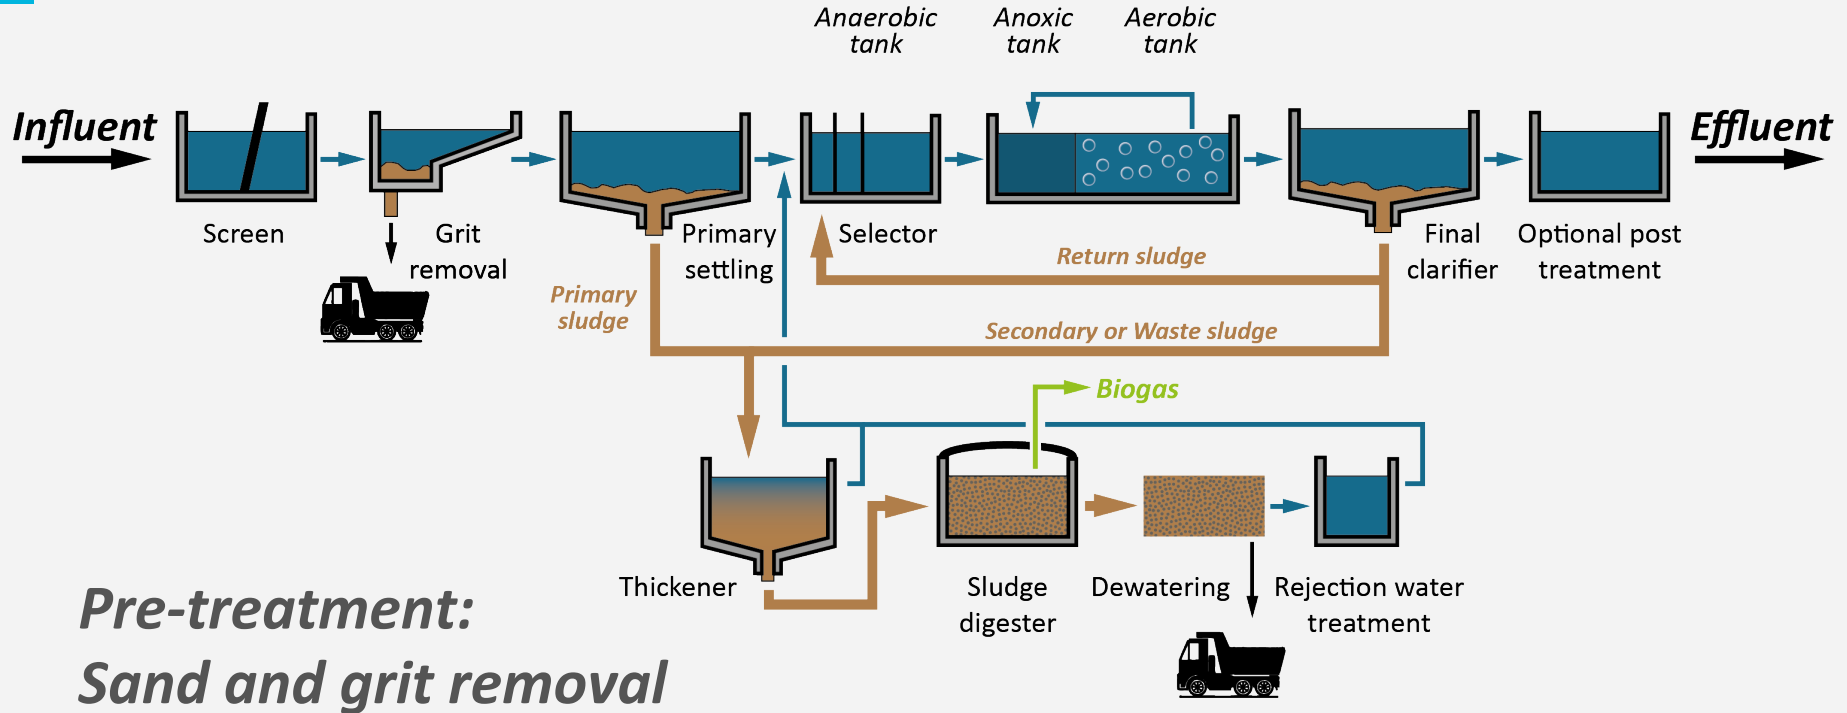 Anaerobic
tank
Anoxic
tank
Aerobic
tank
Influent
Effluent
Screen
Grit
removal
Primary
settling
Selector
Final
clarifier
Optional post
treatment
Return sludge
Primary
sludge
Secondary or Waste sludge
Biogas
Thickener
Sludge
digester
Dewatering
Rejection water
treatment
Pre-treatment:
Sand and grit removal